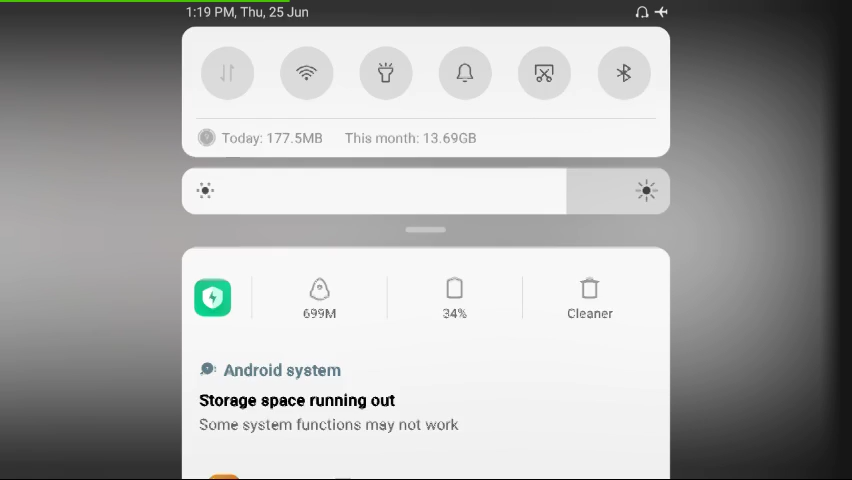 1:19 PM, Thu, 25 Jun
Today: 177.5MB This month: 13.69GB
699M 34% Cleaner
Android system
Storage space running out
Some system functions may not work